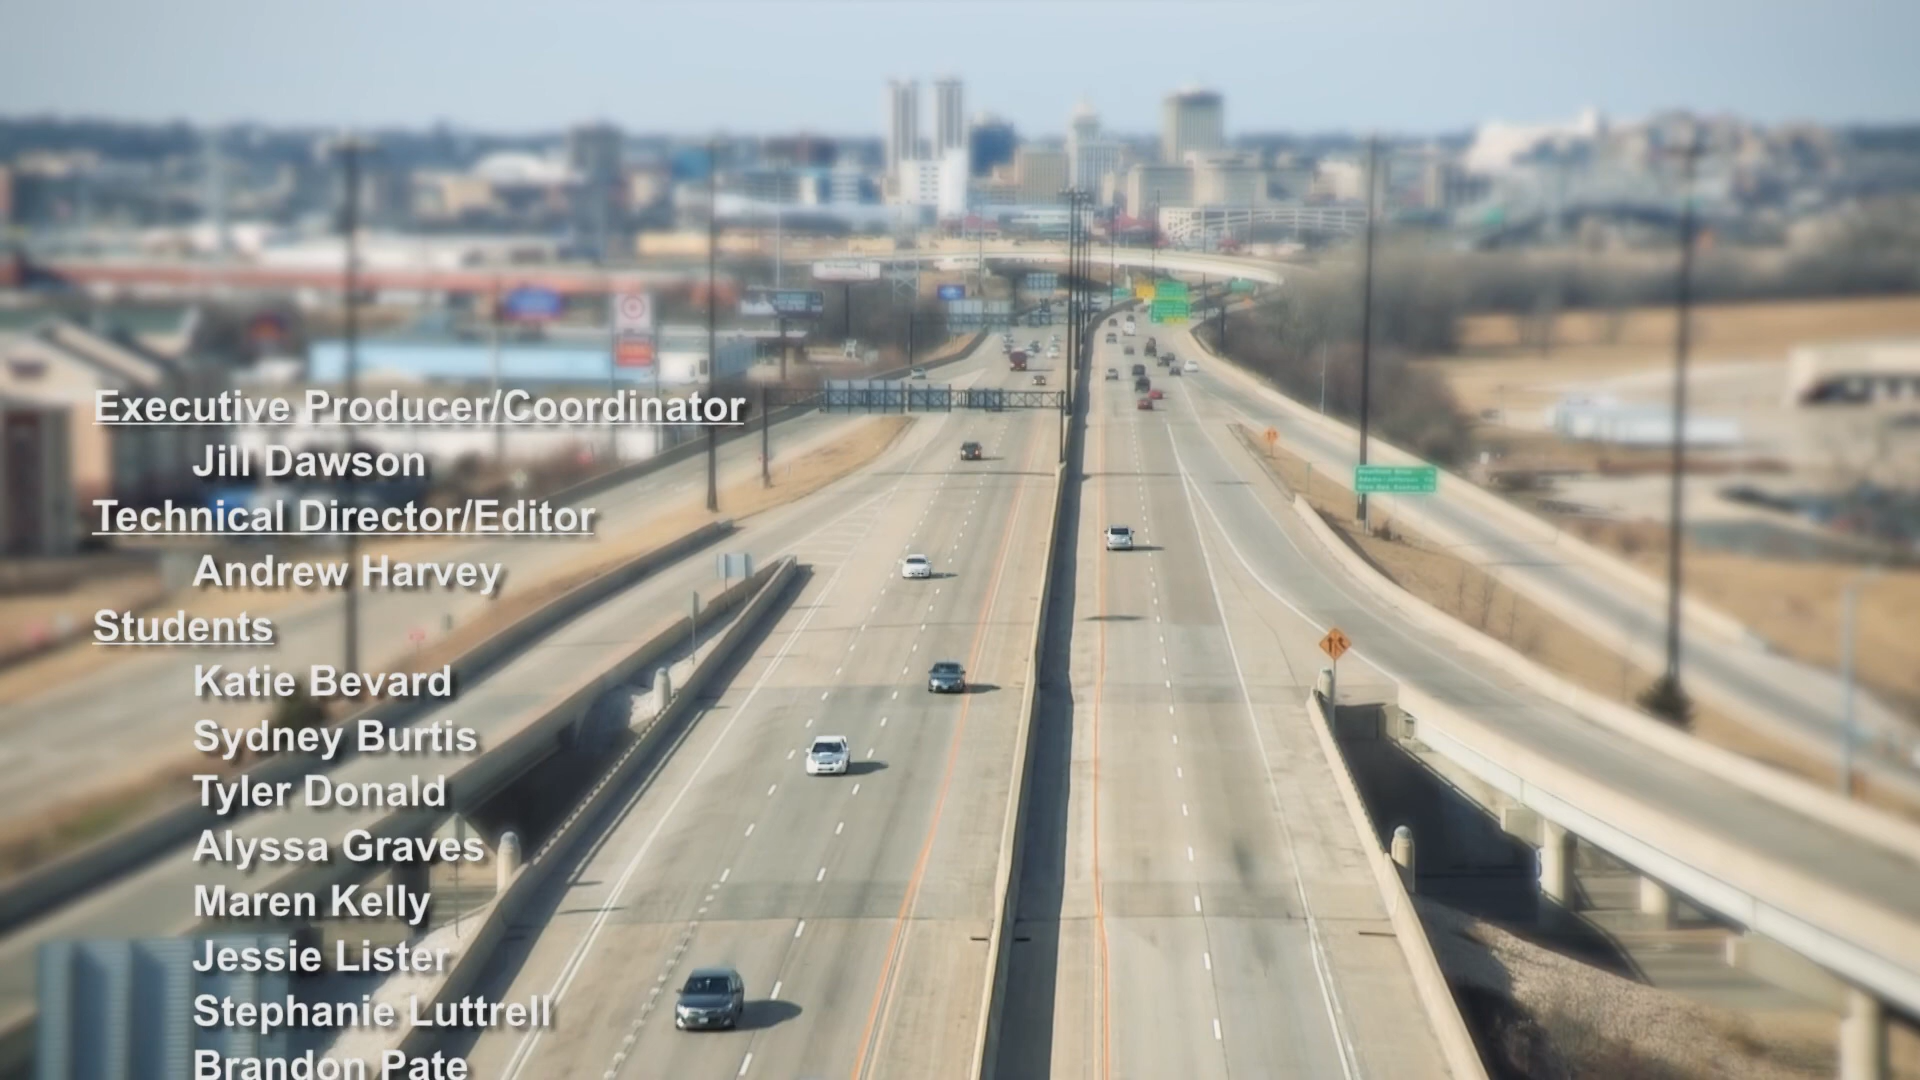 Executive Producer/Coordinator
Jill Dawson
Technical Director/Editor
Andrew Harvey
Students
Katie Bevard
Sydney Burtis
Tyler Donald
Alyssa Graves
Maren Kelly
Jessie Lister
Stephanie Luttrell
Brandon Pate